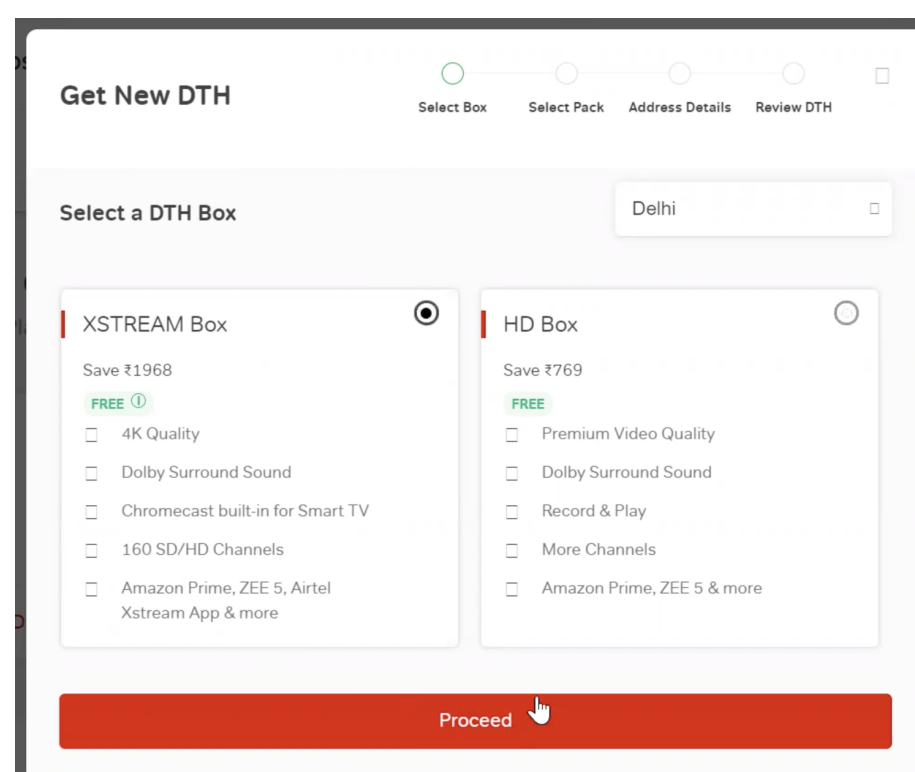 Get New DTH
Select Box
Select Pack
Address Details
Review DTH
Select a DTH Box
Delhi
XSTREAM Box
Save ₹1968
FREE
4K Quality
Dolby Surround Sound
Chromecast built-in for Smart TV
160 SD/HD Channels
Amazon Prime, ZEE 5, Airtel
Xstream App & more
HD Box
Save ₹769
FREE
Premium Video Quality
Dolby Surround Sound
Record & Play
More Channels
Amazon Prime, ZEE 5 & more
Proceed